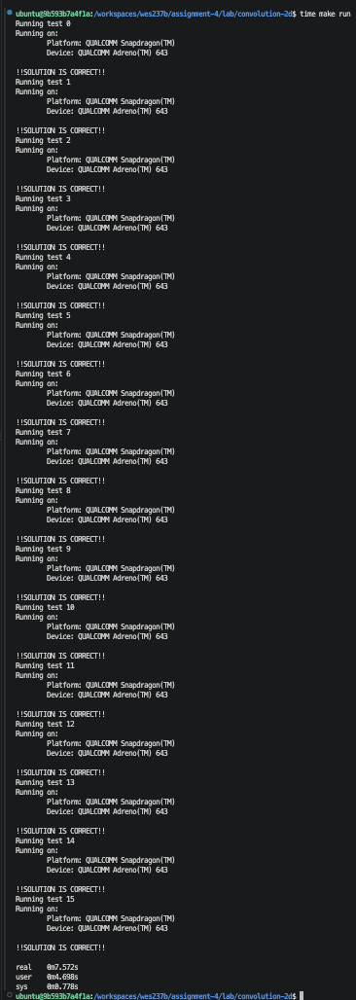 ubuntu@9b593b7a4f1a:/workspaces/wes237b/assignment-4/lab/convolution-2d$ time make run
Running test 0
Running on:
        Platform: QUALCOMM Snapdragon(TM)
        Device: QUALCOMM Adreno(TM) 643

!!SOLUTION IS CORRECT!!
Running test 1
Running on:
        Platform: QUALCOMM Snapdragon(TM)
        Device: QUALCOMM Adreno(TM) 643

!!SOLUTION IS CORRECT!!
Running test 2
Running on:
        Platform: QUALCOMM Snapdragon(TM)
        Device: QUALCOMM Adreno(TM) 643

!!SOLUTION IS CORRECT!!
Running test 3
Running on:
        Platform: QUALCOMM Snapdragon(TM)
        Device: QUALCOMM Adreno(TM) 643

!!SOLUTION IS CORRECT!!
Running test 4
Running on:
        Platform: QUALCOMM Snapdragon(TM)
        Device: QUALCOMM Adreno(TM) 643

!!SOLUTION IS CORRECT!!
Running test 5
Running on:
        Platform: QUALCOMM Snapdragon(TM)
        Device: QUALCOMM Adreno(TM) 643

!!SOLUTION IS CORRECT!!
Running test 6
Running on:
        Platform: QUALCOMM Snapdragon(TM)
        Device: QUALCOMM Adreno(TM) 643

!!SOLUTION IS CORRECT!!
Running test 7
Running on:
        Platform: QUALCOMM Snapdragon(TM)
        Device: QUALCOMM Adreno(TM) 643

!!SOLUTION IS CORRECT!!
Running test 8
Running on:
        Platform: QUALCOMM Snapdragon(TM)
        Device: QUALCOMM Adreno(TM) 643

!!SOLUTION IS CORRECT!!
Running test 9
Running on:
        Platform: QUALCOMM Snapdragon(TM)
        Device: QUALCOMM Adreno(TM) 643

!!SOLUTION IS CORRECT!!
Running test 10
Running on:
        Platform: QUALCOMM Snapdragon(TM)
        Device: QUALCOMM Adreno(TM) 643

!!SOLUTION IS CORRECT!!
Running test 11
Running on:
        Platform: QUALCOMM Snapdragon(TM)
        Device: QUALCOMM Adreno(TM) 643

!!SOLUTION IS CORRECT!!
Running test 12
Running on:
        Platform: QUALCOMM Snapdragon(TM)
        Device: QUALCOMM Adreno(TM) 643

!!SOLUTION IS CORRECT!!
Running test 13
Running on:
        Platform: QUALCOMM Snapdragon(TM)
        Device: QUALCOMM Adreno(TM) 643

!!SOLUTION IS CORRECT!!
Running test 14
Running on:
        Platform: QUALCOMM Snapdragon(TM)
        Device: QUALCOMM Adreno(TM) 643

!!SOLUTION IS CORRECT!!
Running test 15
Running on:
        Platform: QUALCOMM Snapdragon(TM)
        Device: QUALCOMM Adreno(TM) 643

!!SOLUTION IS CORRECT!!

real    0m7.572s
user    0m4.698s
sys     0m0.778s
ubuntu@9b593b7a4f1a:/workspaces/wes237b/assignment-4/lab/convolution-2d$